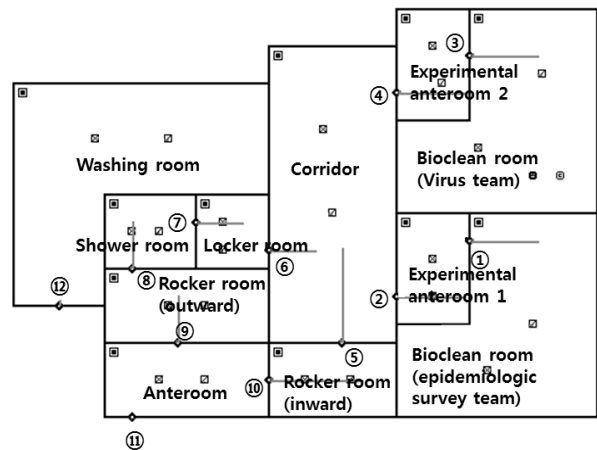 ③
Experimental
anteroom 2
④
Bioclean room
(Virus team)
Corridor
Washing room
⑦
Shower room
Locker room
⑥
①
Experimental
anteroom 1
②
⑧
Rocker room
(outward)
⑫
⑨
⑤
Bioclean room
(epidemiologic
survey team)
Anteroom
⑩
Rocker room
(inward)
⑪